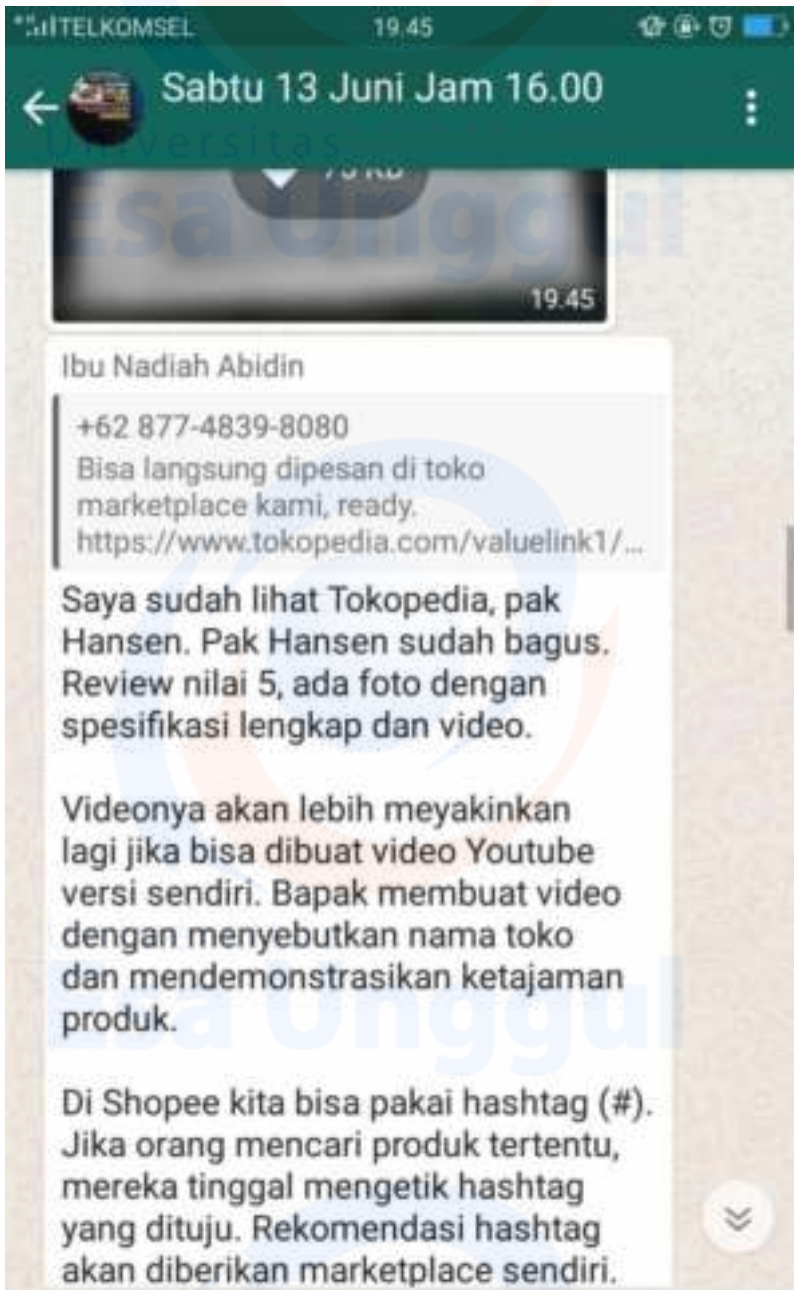 TELKOMSEL 19.45
Sabtu 13 Juni Jam 16.00
Universitas
Esa Unggul
19.45
Ibu Nadiah Abidin
+62 877-4839-8080
Bisa langsung dipesan di toko
marketplace kami, ready.
https://www.tokopedia.com/valuelink1/...
Saya sudah lihat Tokopedia, pak
Hansen. Pak Hansen sudah bagus.
Review nilai 5, ada foto dengan
spesifikasi lengkap dan video.
Videonya akan lebih meyakinkan
lagi jika bisa dibuat video Youtube
versi sendiri. Bapak membuat video
dengan menyebutkan nama toko
dan mendemonstrasikan ketajaman
produk.
Esa Unggul
Di Shopee kita bisa pakai hashtag (#).
Jika orang mencari produk tertentu,
mereka tinggal mengetik hashtag
yang dituju. Rekomendasi hashtag
akan diberikan marketplace sendiri.